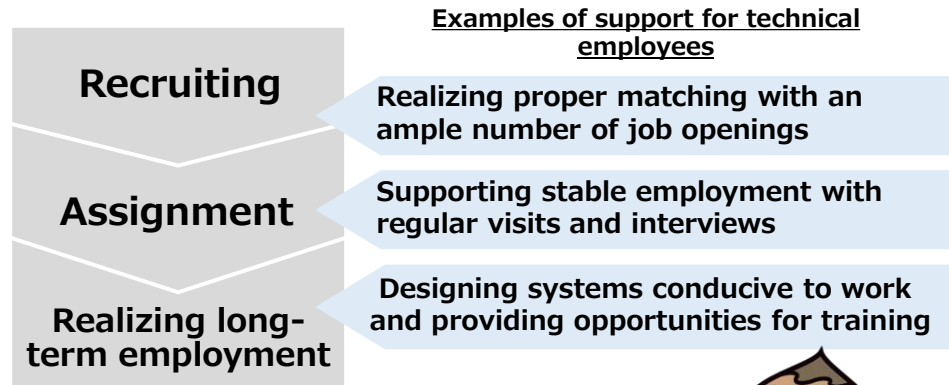 Examples of support for technical
employees
Recruiting
Realizing proper matching with an
ample number of job openings
Assignment
Supporting stable employment with
regular visits and interviews
Realizing long-
term employment
Designing systems conducive to work
and providing opportunities for training